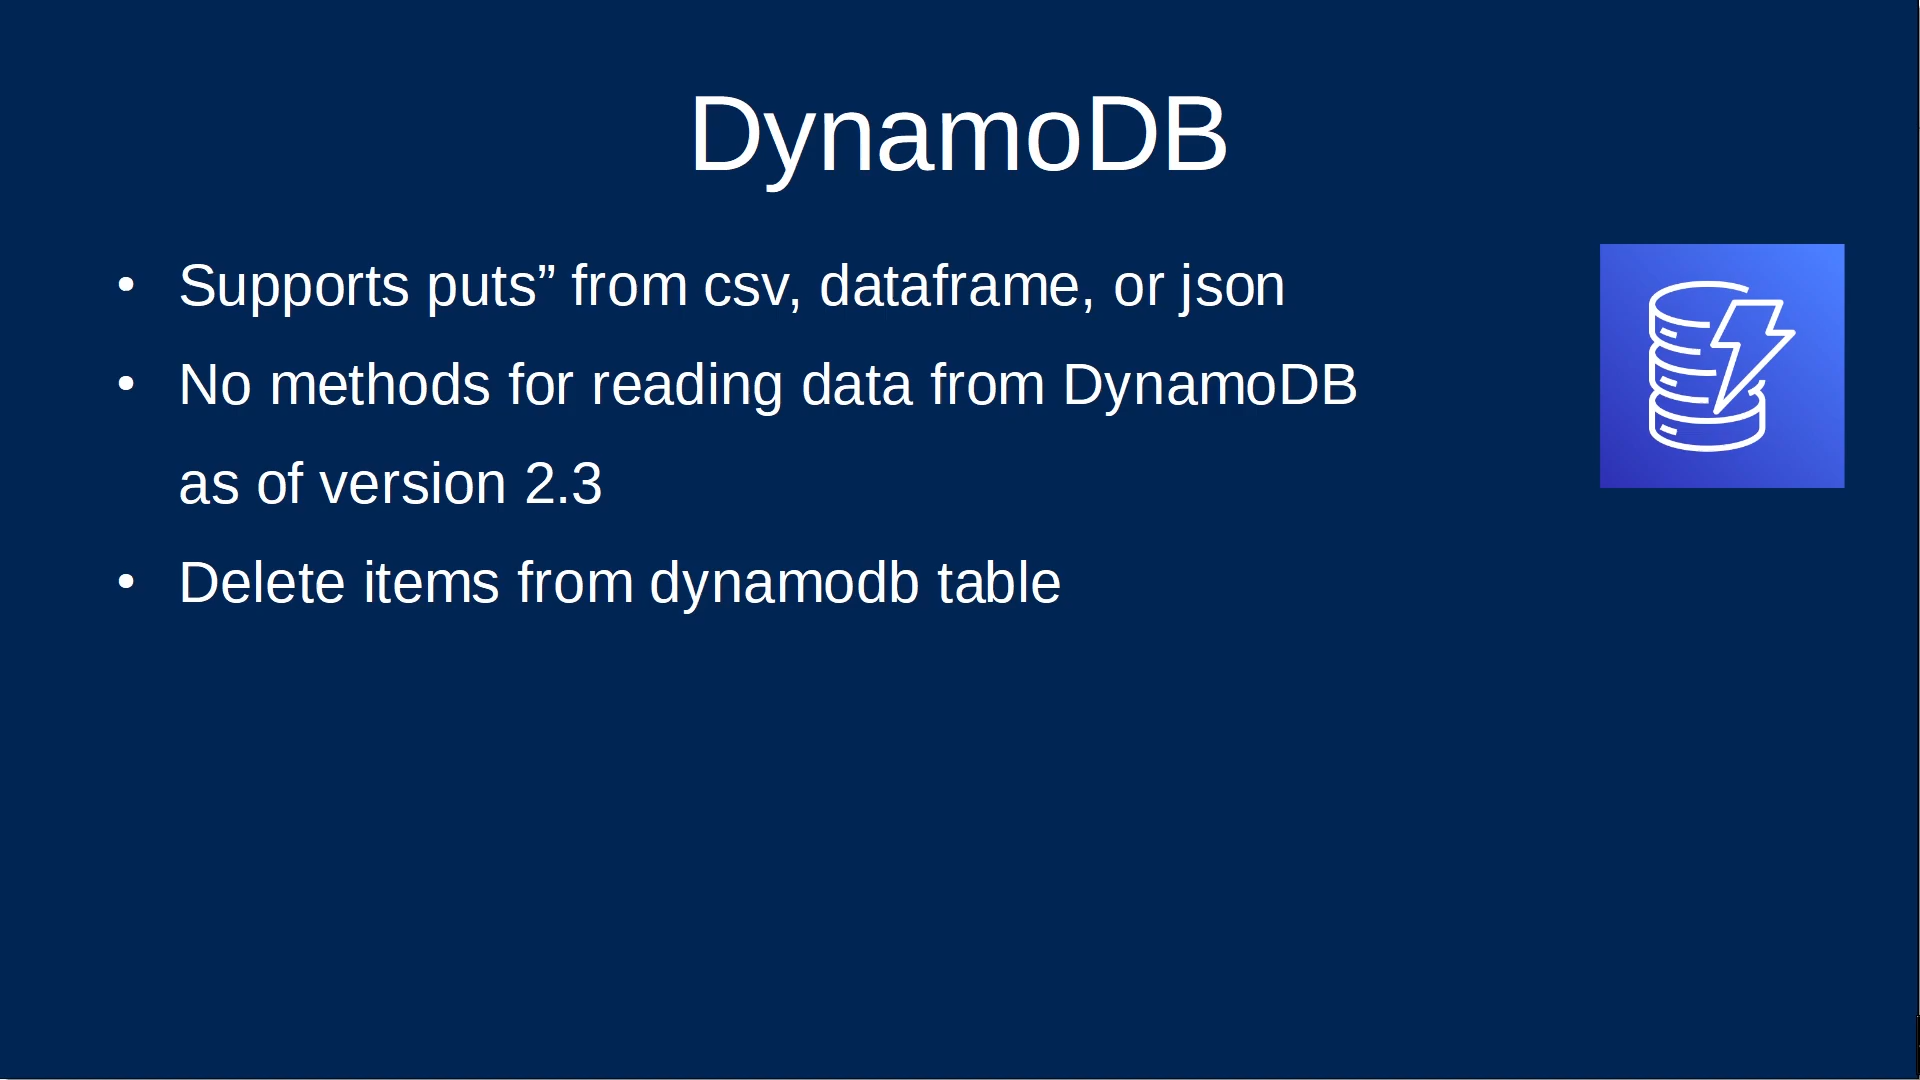 DynamoDB
• Supports puts” from csv, dataframe, or json
• No methods for reading data from DynamoDB
as of version 2.3
• Delete items from dynamodb table